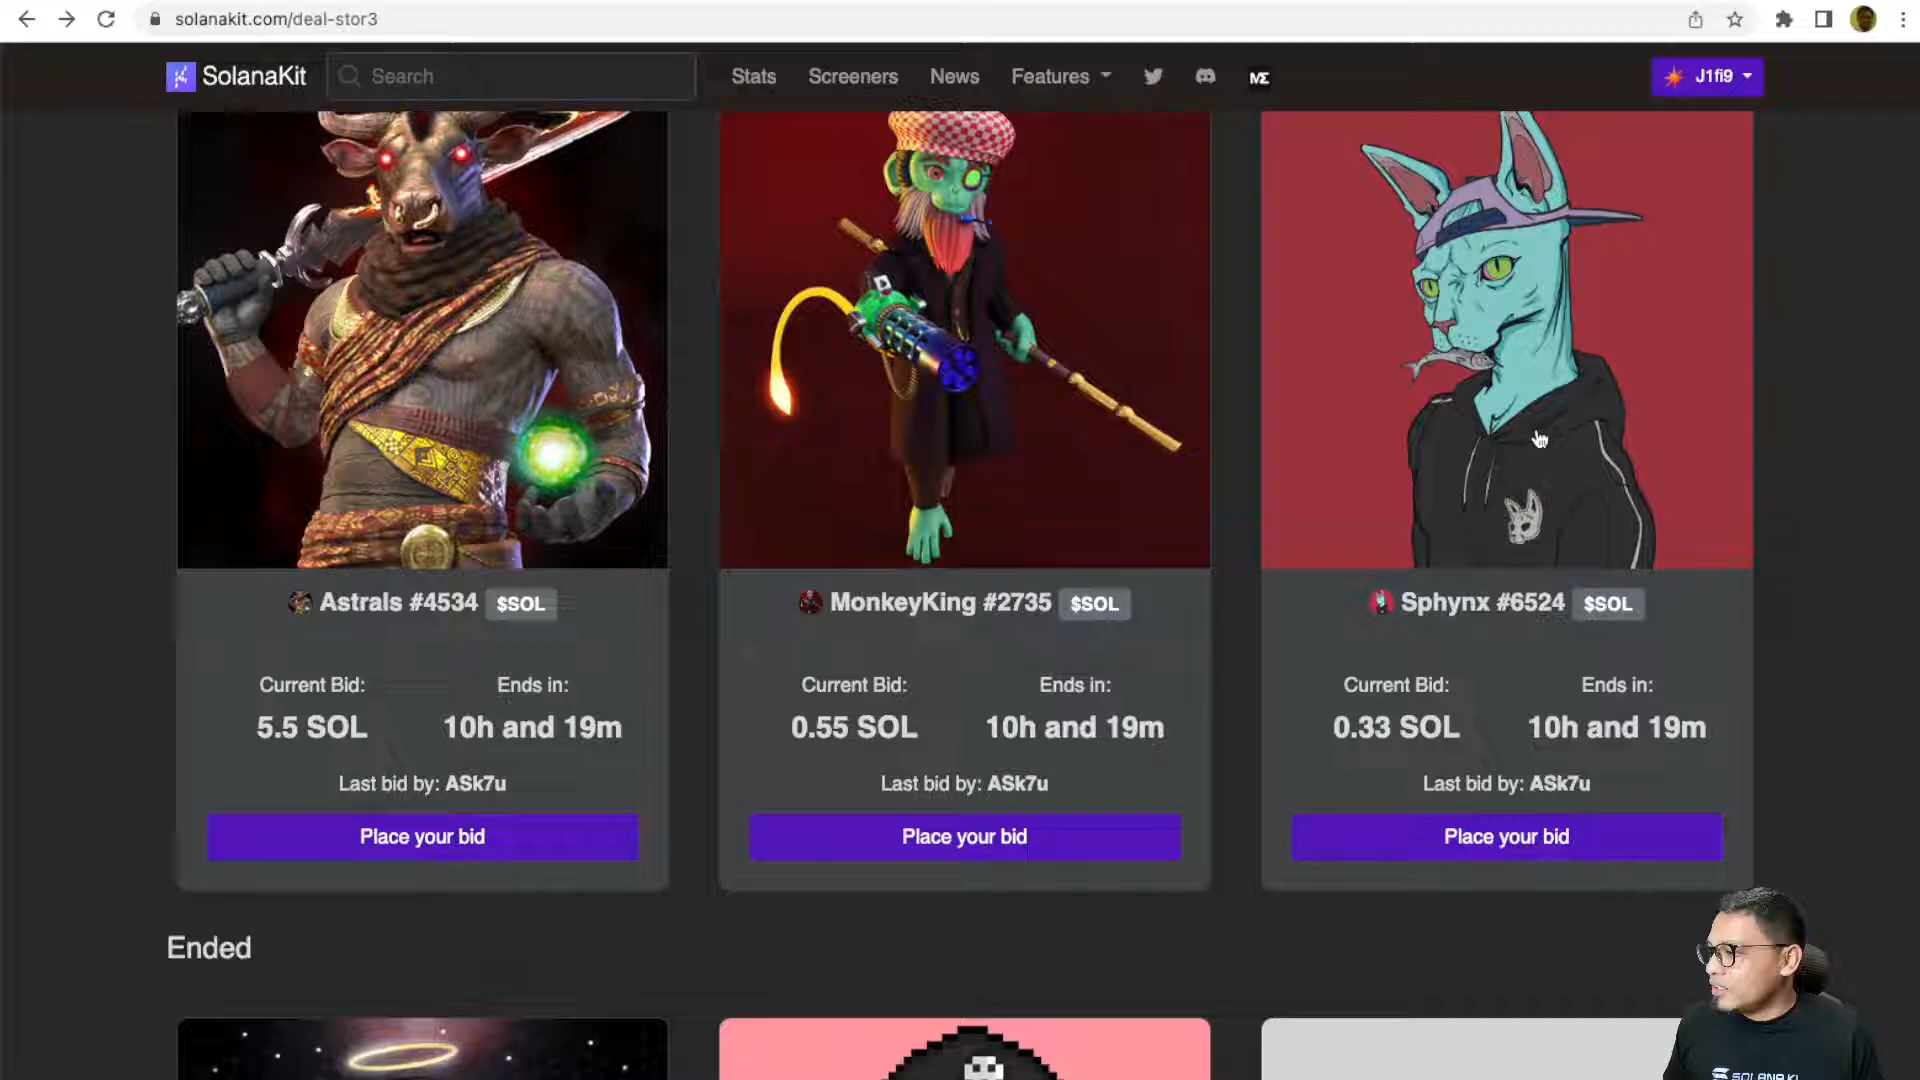 solanakit.com/deal-stor3
SolanaKit
Search
Stats
Screeners
News
Features
J1fi9
Astrals #4534 $SOL
MonkeyKing #2735 $SOL
Sphynx #6524 $SOL
Current Bid:
Ends in:
Current Bid:
Ends in:
Current Bid:
Ends in:
5.5 SOL
10h and 19m
0.55 SOL
10h and 19m
0.33 SOL
10h and 19m
Last bid by: ASk7u
Last bid by: ASk7u
Last bid by: ASk7u
Place your bid
Place your bid
Place your bid
Ended